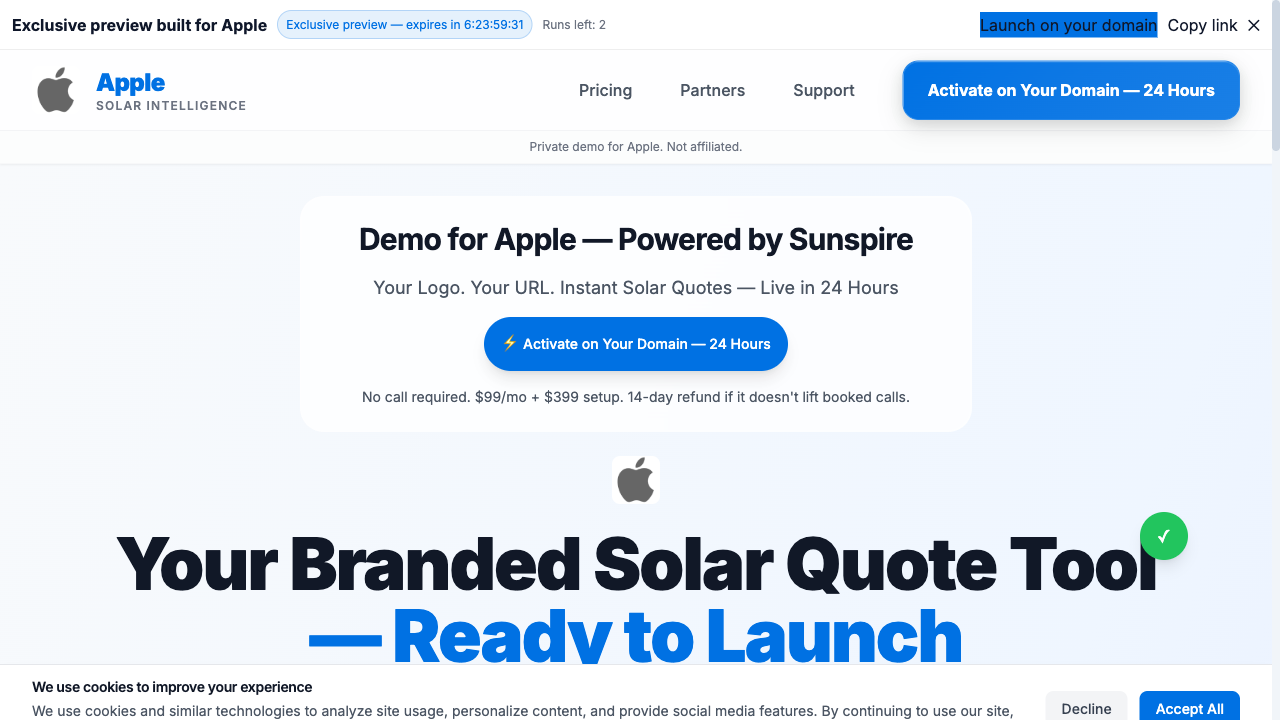 Exclusive preview built for Apple
Exclusive preview — expires in 6:23:59:31
Runs left: 2
Launch on your domain
Copy link
Apple
SOLAR INTELLIGENCE
Pricing
Partners
Support
Activate on Your Domain — 24 Hours
Private demo for Apple. Not affiliated.
Demo for Apple — Powered by Sunspire
Your Logo. Your URL. Instant Solar Quotes — Live in 24 Hours
⚡ Activate on Your Domain — 24 Hours
No call required. $99/mo + $399 setup. 14-day refund if it doesn't lift booked calls.
Your Branded Solar Quote Tool
— Ready to Launch
We use cookies to improve your experience
We use cookies and similar technologies to analyze site usage, personalize content, and provide social media features. By continuing to use our site,
Decline
Accept All